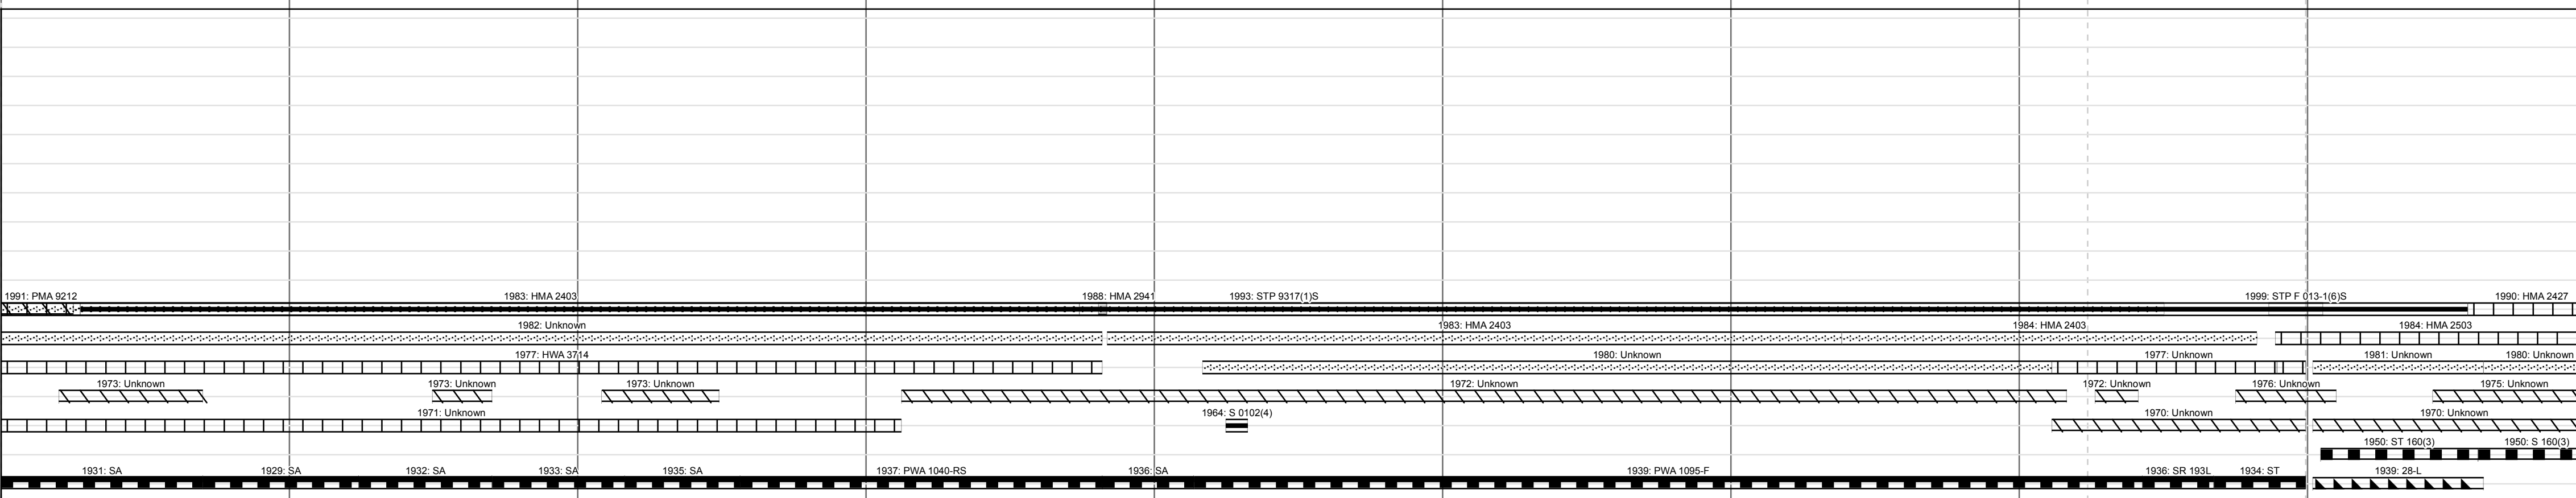 1991: PMA 9212 1983: HMA 2403 1988: HMA 2941 1993: STP 9317(1)S 1999: STP F 013-1(6)S 1990: HMA 2427
1982: Unknown 1983: HMA 2403 1984: HMA 2403 1984: HMA 2503
1977: HWA 3714 1980: Unknown 1977: Unknown 1981: Unknown 1980: Unknown
1973: Unknown 1973: Unknown 1973: Unknown 1972: Unknown 1972: Unknown 1976: Unknown 1975: Unknown
1971: Unknown 1964: S 0102(4) 1970: Unknown 1970: Unknown
1950: ST 160(3) 1950: S 160(3)
1931: SA 1929: SA 1932: SA 1933: SA 1935: SA 1937: PWA 1040-RS 1936: SA 1939: PWA 1095-F 1936: SR 193L 1934: ST 1939: 28-L